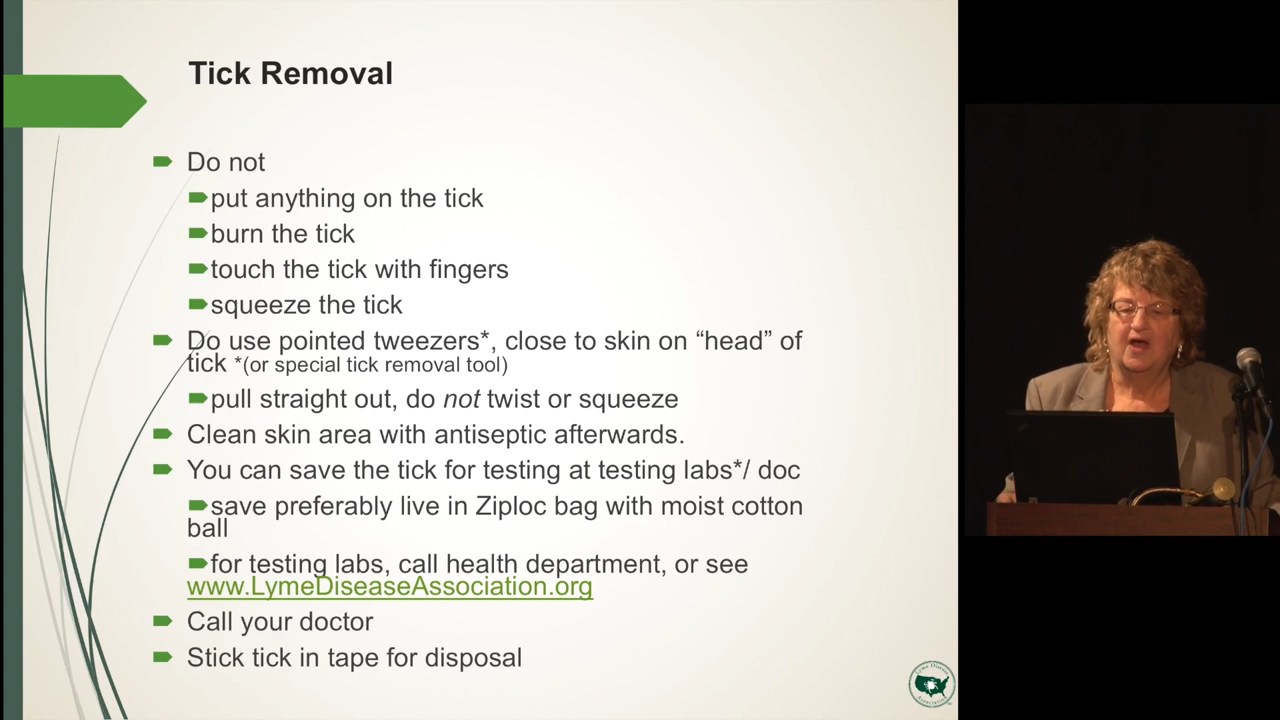 Tick Removal
Do not
put anything on the tick
burn the tick
touch the tick with fingers
squeeze the tick
Do use pointed tweezers*, close to skin on “head” of
tick *(or special tick removal tool)
pull straight out, do not twist or squeeze
Clean skin area with antiseptic afterwards.
You can save the tick for testing at testing labs*/ doc
save preferably live in Ziploc bag with moist cotton
ball
for testing labs, call health department, or see
www.LymeDiseaseAssociation.org
Call your doctor
Stick tick in tape for disposal
Lyme Disease
Association